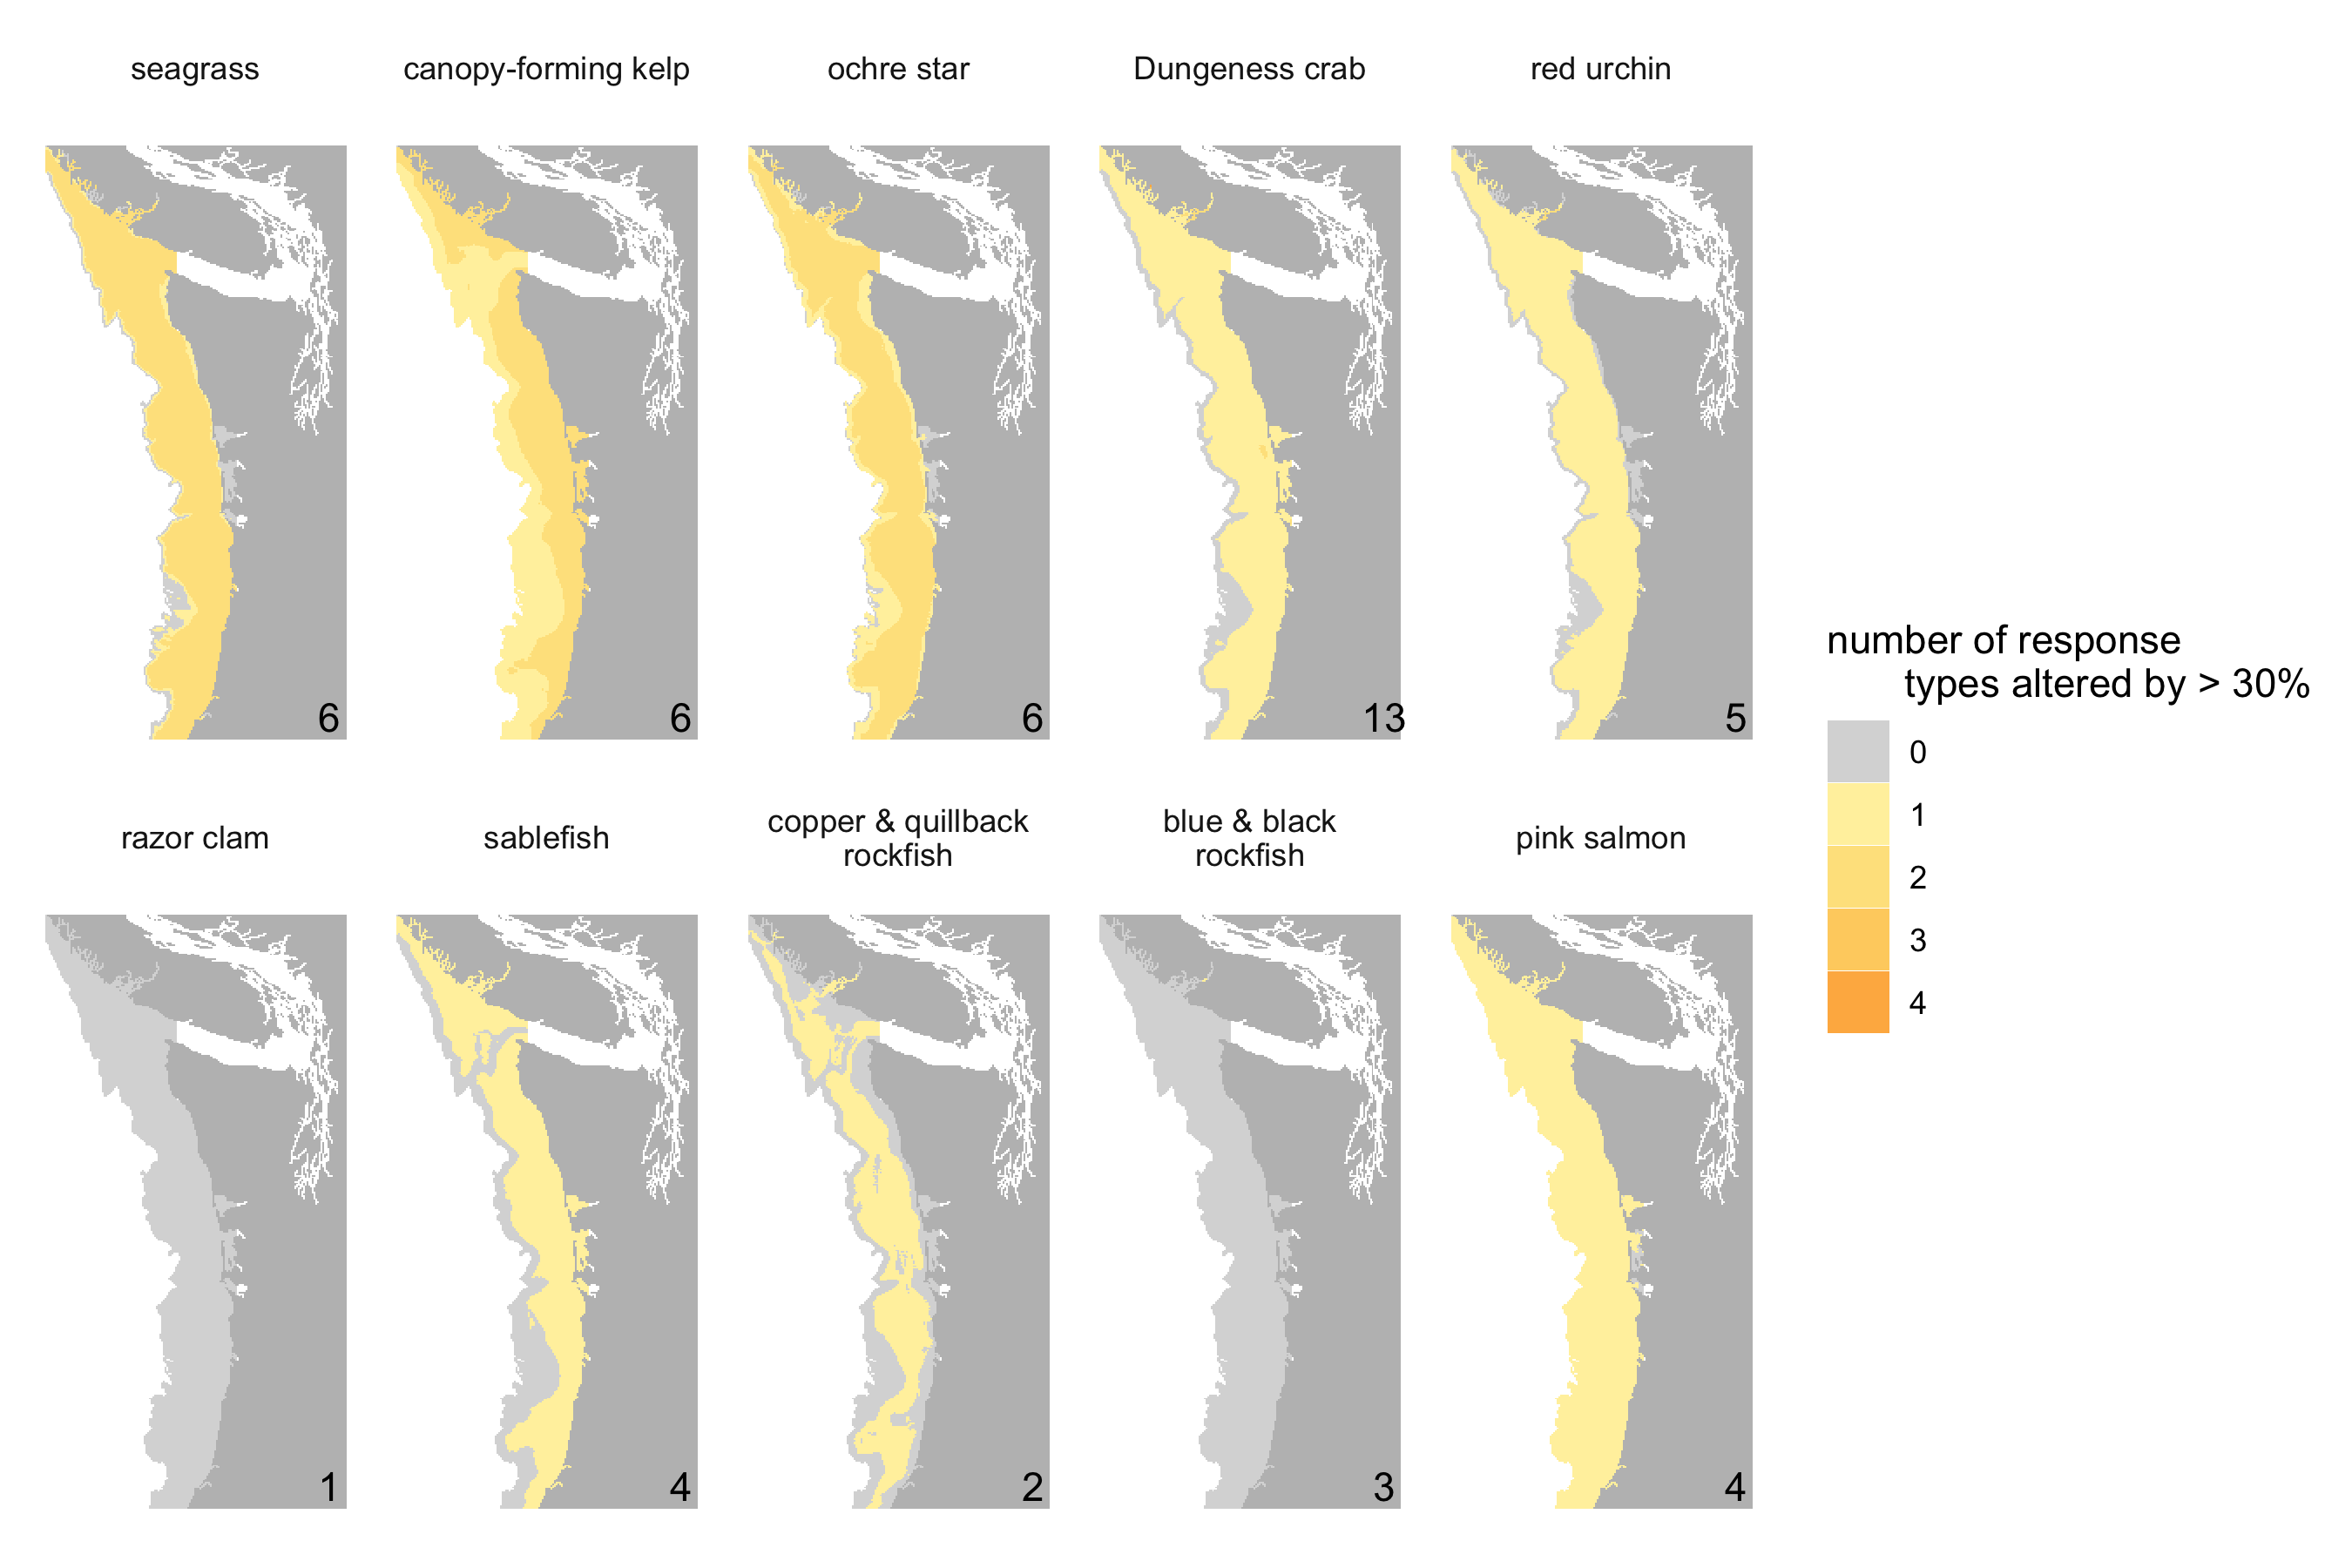 seagrass
canopy-forming kelp
ochre star
Dungeness crab
red urchin
6
6
6
13
5
razor clam
sablefish
copper & quillback
rockfish
blue & black
rockfish
pink salmon
1
4
2
3
4
number of response
types altered by > 30%
0
1
2
3
4